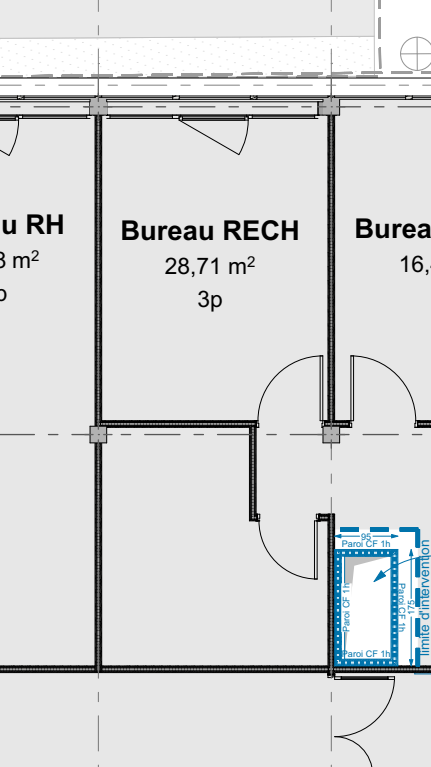 u RH
Bureau RECH
Burea
8 m²
28,71 m²
16,
p
3p
95
Paroi CF 1h
Paroi CF 1h
Paroi CF 1h
175
limite d'intervention
Paroi CF 1h